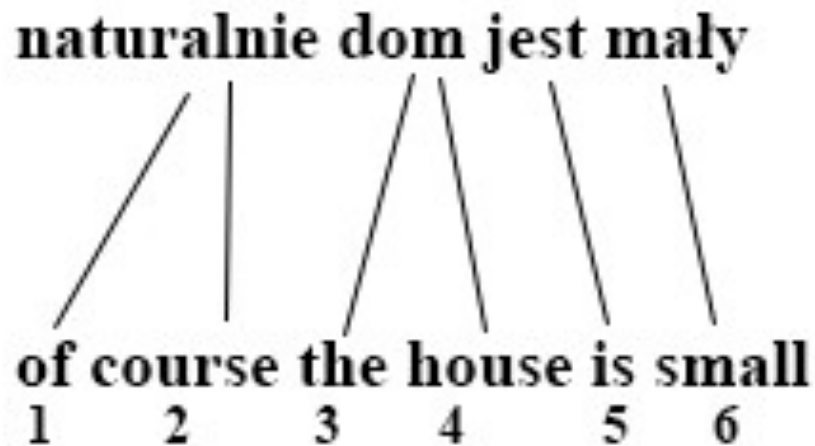 naturalnie dom jest mały
of course the house is small
1 2 3 4 5 6